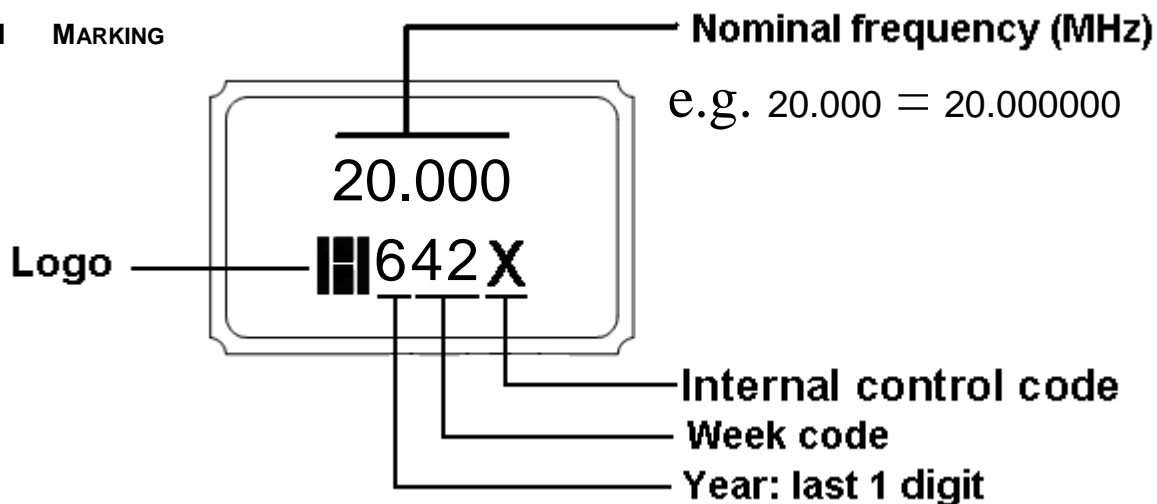 MARKING
Nominal frequency (MHz)
e.g. 20.000 = 20.000000
20.000
Logo
642X
Internal control code
Week code
Year: last 1 digit